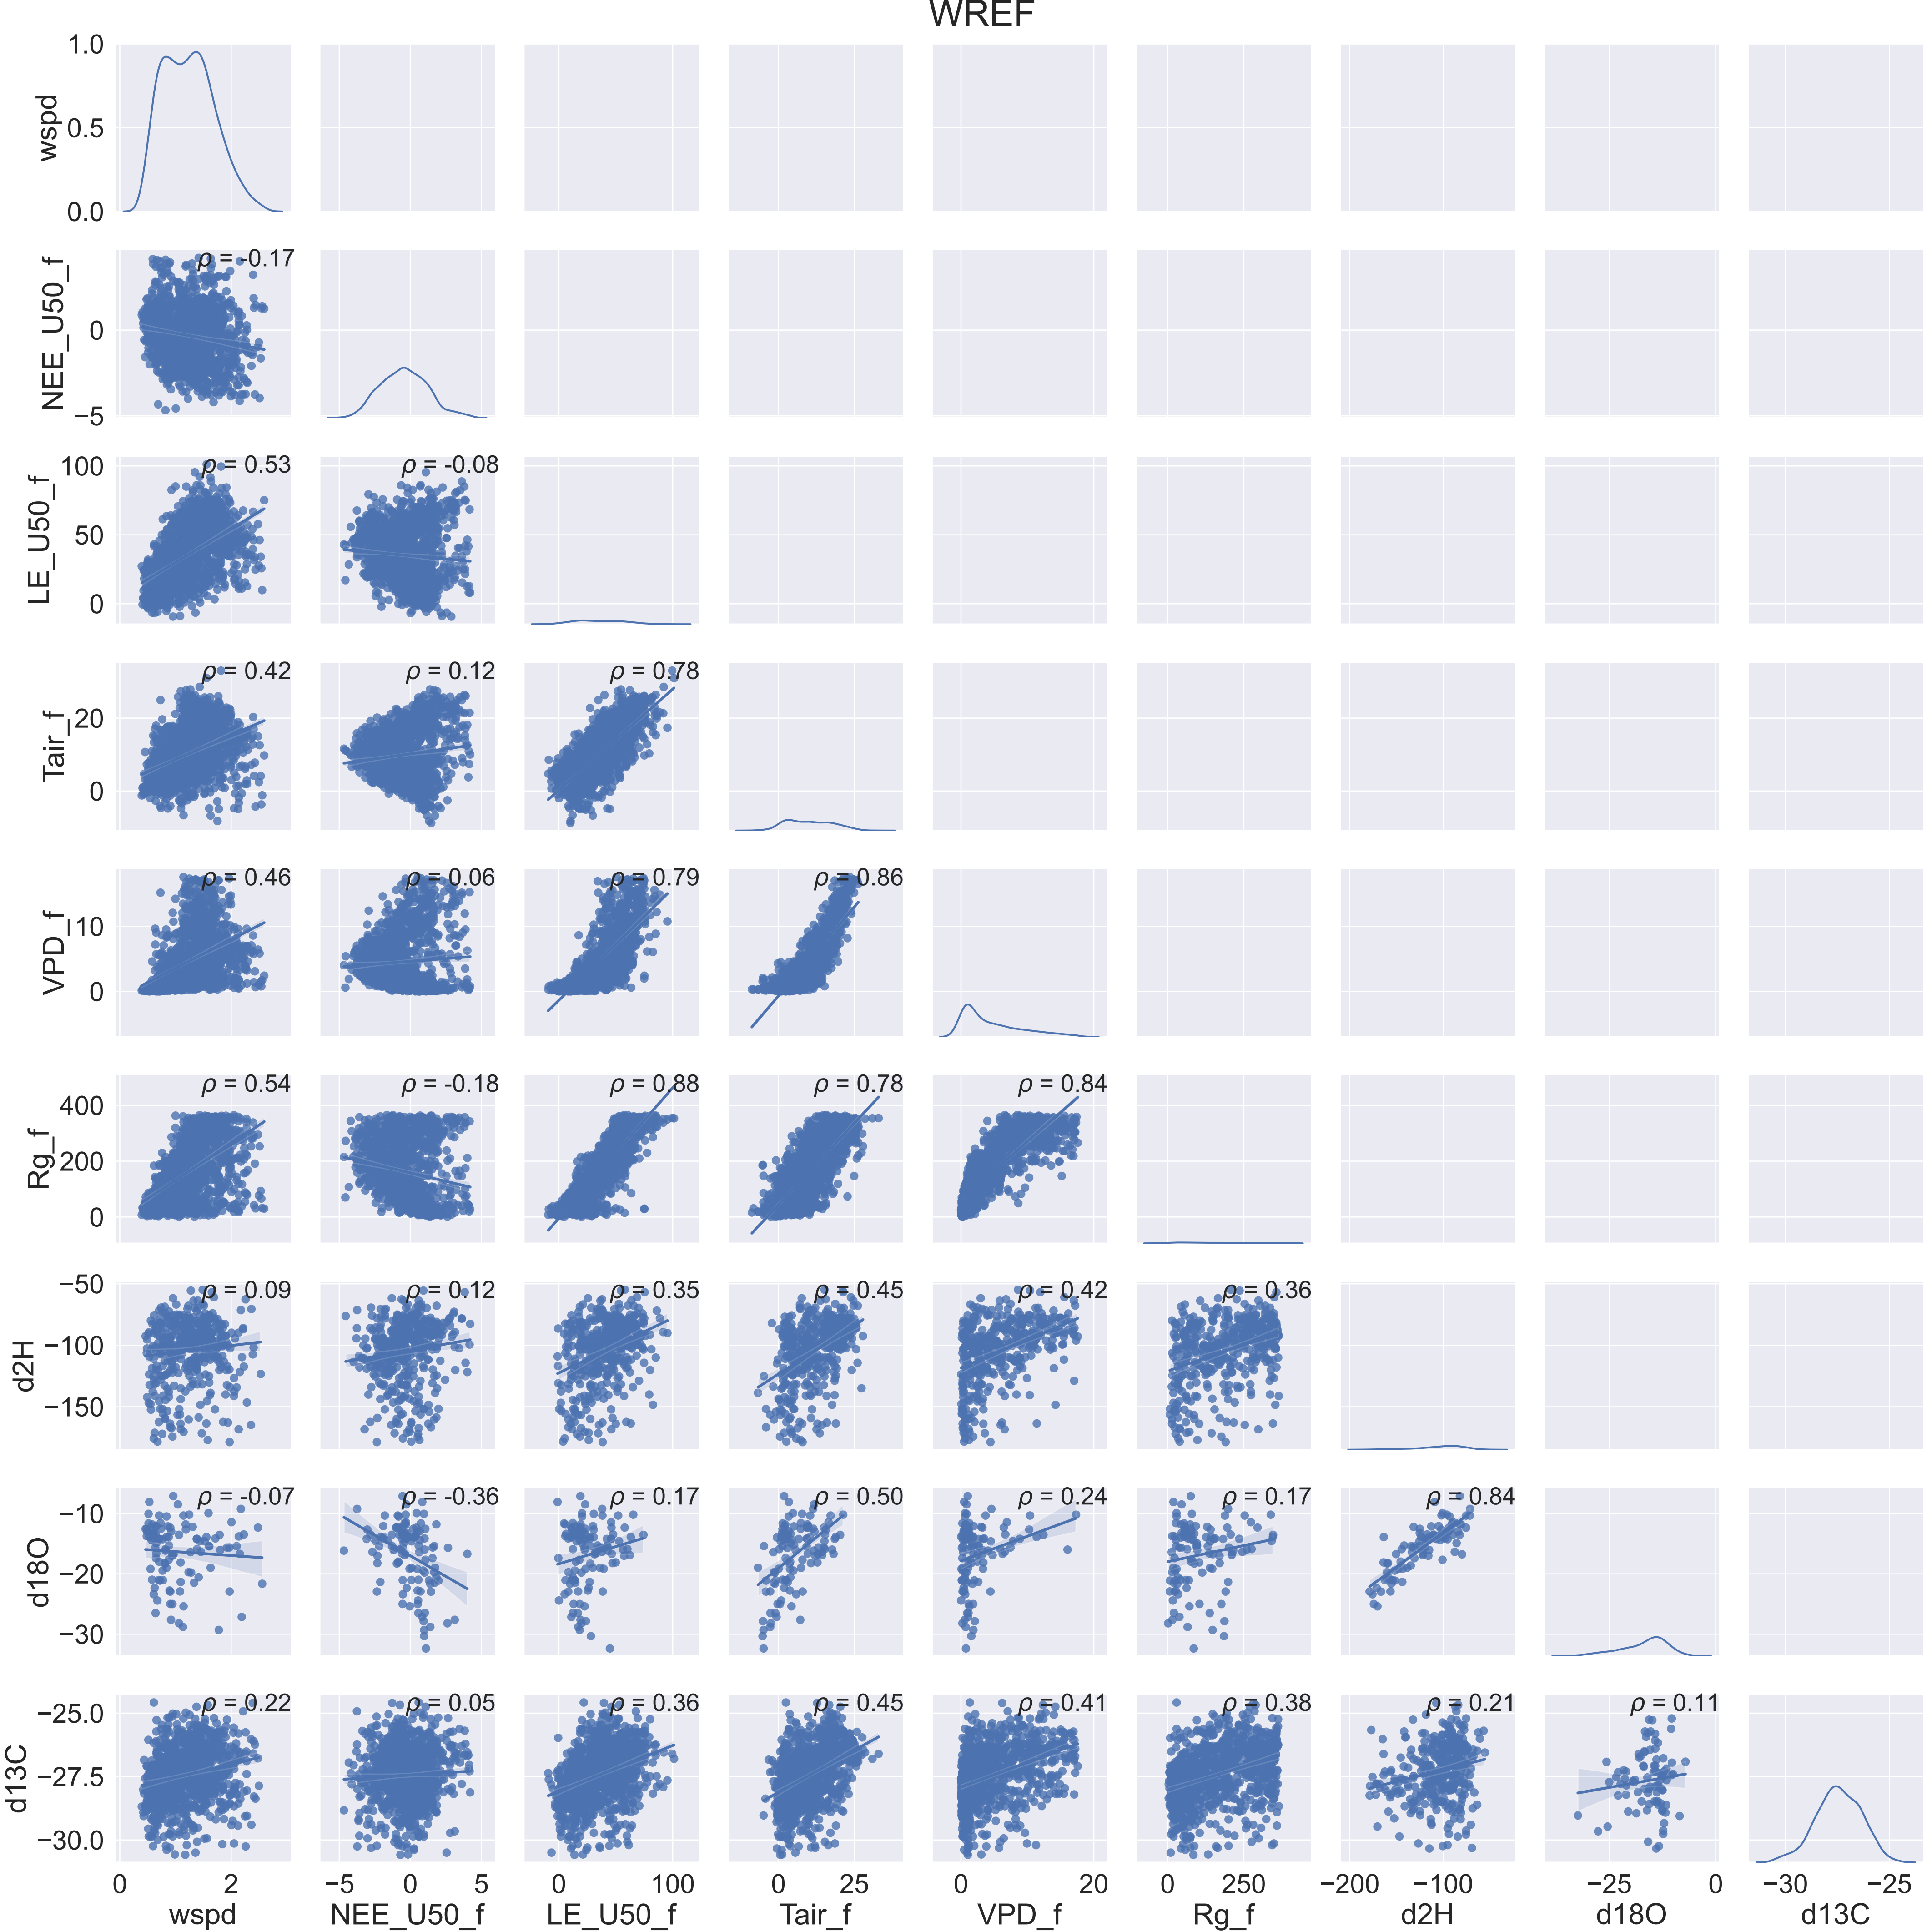 WREF
1.0
0.5
0.0
wspd
ρ = -0.17
0
−5
NEE_U50_f
ρ = 0.53
ρ = -0.08
100
50
0
LE_U50_f
ρ = 0.42
ρ = 0.12
ρ = 0.78
20
0
Tair_f
ρ = 0.46
ρ = 0.06
ρ = 0.79
ρ = 0.86
10
0
VPD_f
ρ = 0.54
ρ = -0.18
ρ = 0.88
ρ = 0.78
ρ = 0.84
400
200
0
Rg_f
ρ = 0.09
ρ = 0.12
ρ = 0.35
ρ = 0.45
ρ = 0.42
ρ = 0.36
−50
−100
−150
d2H
ρ = -0.07
ρ = -0.36
ρ = 0.17
ρ = 0.50
ρ = 0.24
ρ = 0.17
ρ = 0.84
−10
−20
−30
d18O
ρ = 0.22
ρ = 0.05
ρ = 0.36
ρ = 0.45
ρ = 0.41
ρ = 0.38
ρ = 0.21
ρ = 0.11
−25.0
−27.5
−30.0
d13C
0 2 −5 0 5 0 100 0 25 0 20 0 250 −200 −100 −25 0 −30 −25
wspd NEE_U50_f LE_U50_f Tair_f VPD_f Rg_f d2H d18O d13C